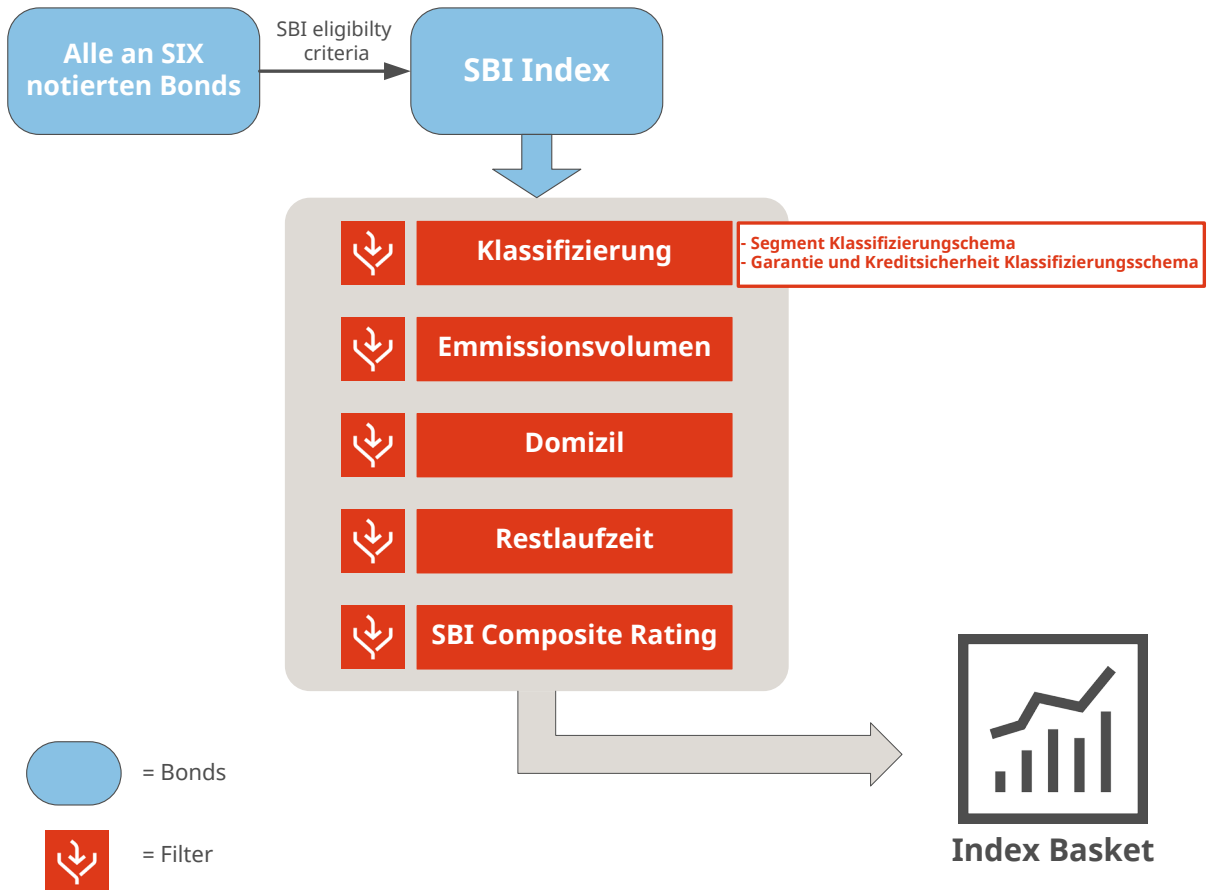 Alle an SIX
notierten Bonds
SBI eligibilty
criteria
SBI Index
Klassifizierung
- Segment Klassifizierungschema
- Garantie und Kreditsicherheit Klassifizierungsschema
Emmissionsvolumen
Domizil
Restlaufzeit
SBI Composite Rating
= Bonds
= Filter
Index Basket